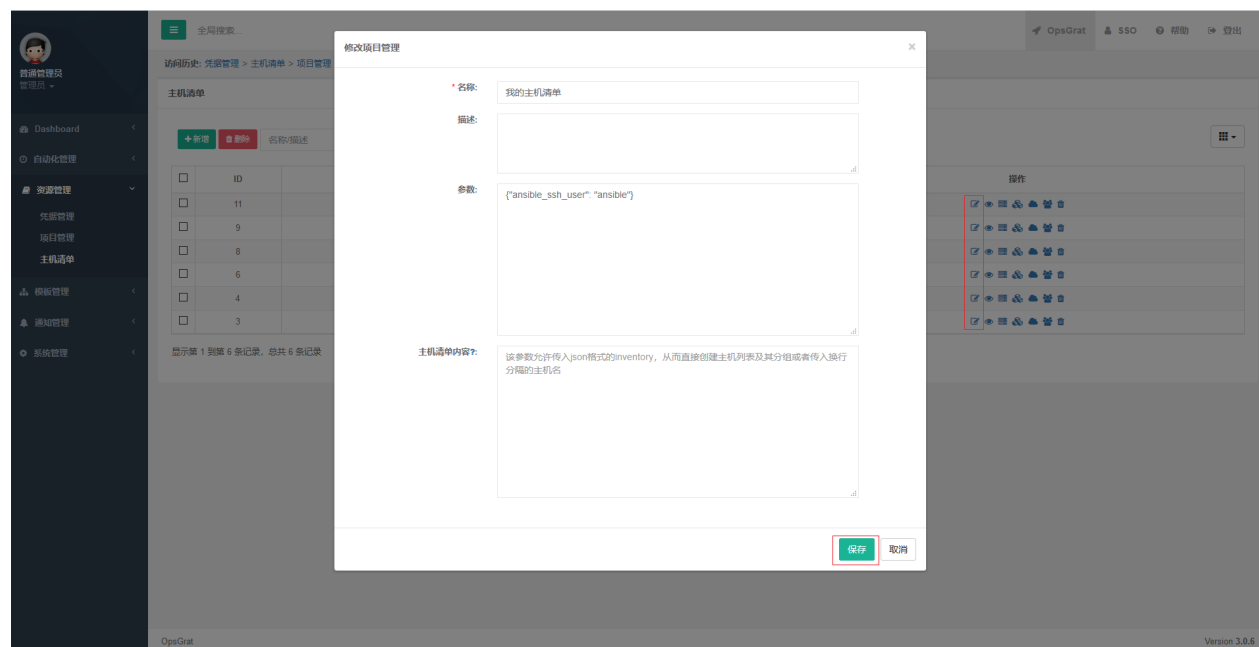 全局搜索...
OpsGrat
SSO
帮助
登出
普通管理员
管理员
访问历史: 凭据管理 > 主机清单 > 项目管理
主机清单
Dashboard
自动化管理
资源管理
凭据管理
项目管理
主机清单
模板管理
通知管理
系统管理
新增
删除
名称/描述
ID
操作
11
9
8
6
4
3
显示第 1 到第 6 条记录，总共 6 条记录
修改项目管理
×
* 名称:
我的主机清单
描述:
参数:
{"ansible_ssh_user": "ansible"}
主机清单内容?:
该参数允许传入json格式的inventory，从而直接创建主机列表及其分组或者传入换行
分隔的主机名
保存
取消
OpsGrat
Version 3.0.6